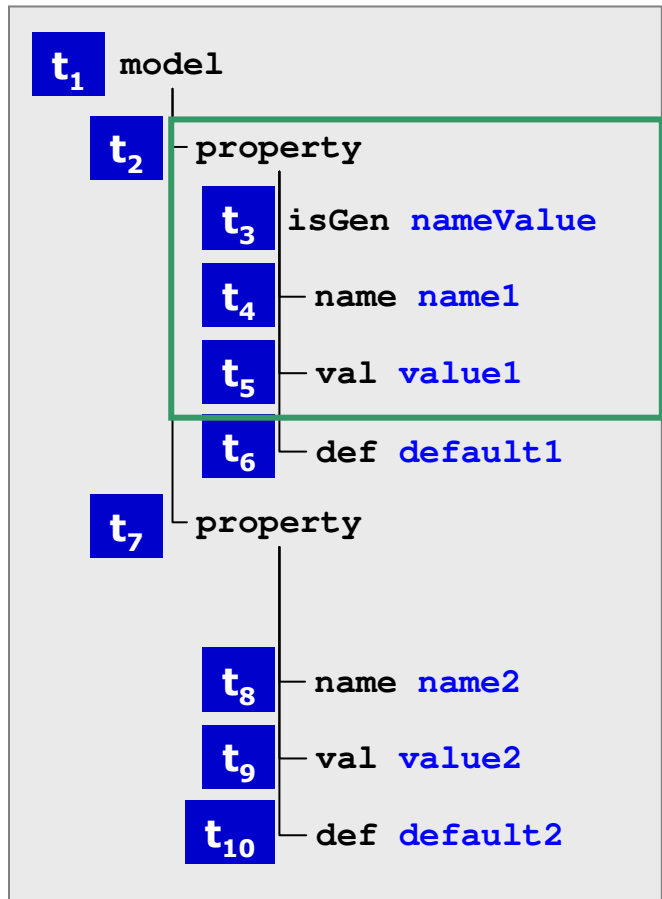 t1 model
t2 property
t3 isGen nameValue
t4 name name1
t5 val value1
t6 def default1
t7 property
t8 name name2
t9 val value2
t10 def default2